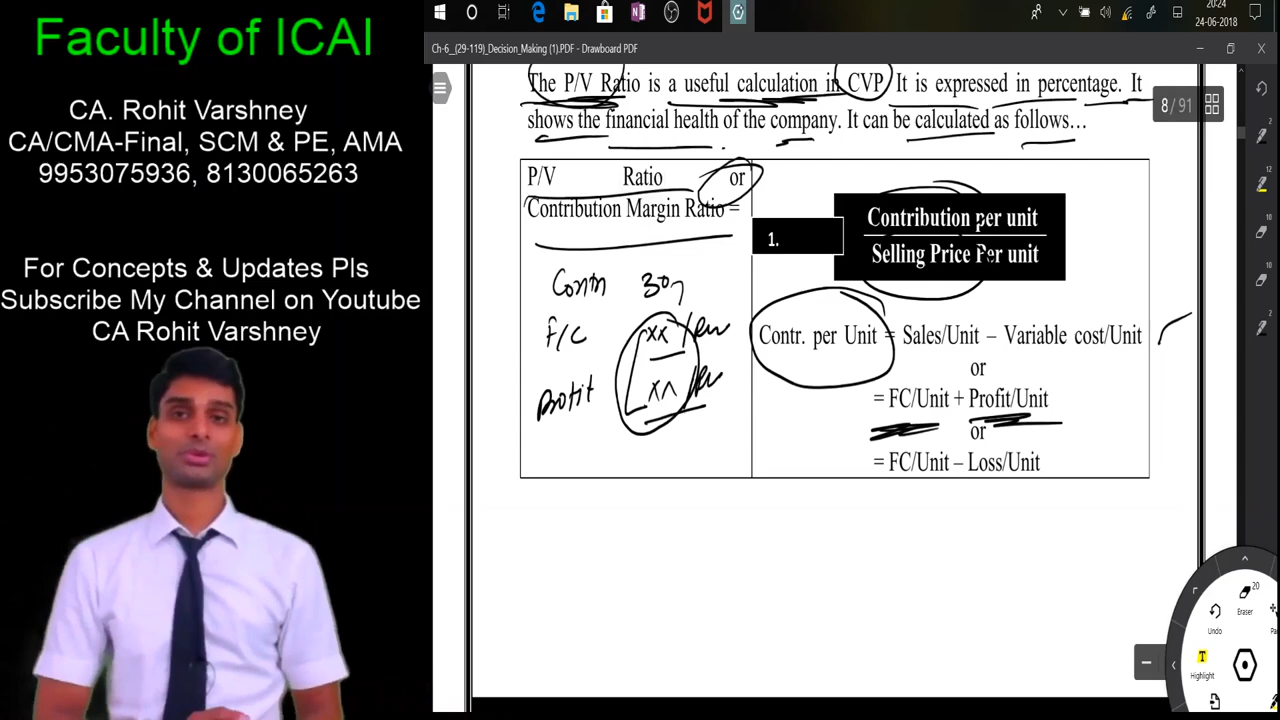 Faculty of ICAI
CA. Rohit Varshney
CA/CMA-Final, SCM & PE, AMA
9953075936, 8130065263
For Concepts & Updates Pls
Subscribe My Channel on Youtube
CA Rohit Varshney
20:24
24-06-2018
Ch-6_(29-119)_Decision_Making (1).PDF - Drawboard PDF
8 / 91
The P/V Ratio is a useful calculation in CVP It is expressed in percentage. It
shows the financial health of the company. It can be calculated as follows…
P/V Ratio or
Contribution Margin Ratio =
1.
Contribution per unit
Selling Price Per unit
Contn 30
F/C xx
Profit xx
Contr. per Unit = Sales/Unit – Variable cost/Unit
or
= FC/Unit + Profit/Unit
or
= FC/Unit – Loss/Unit
20
Eraser
Undo
T
Highlight